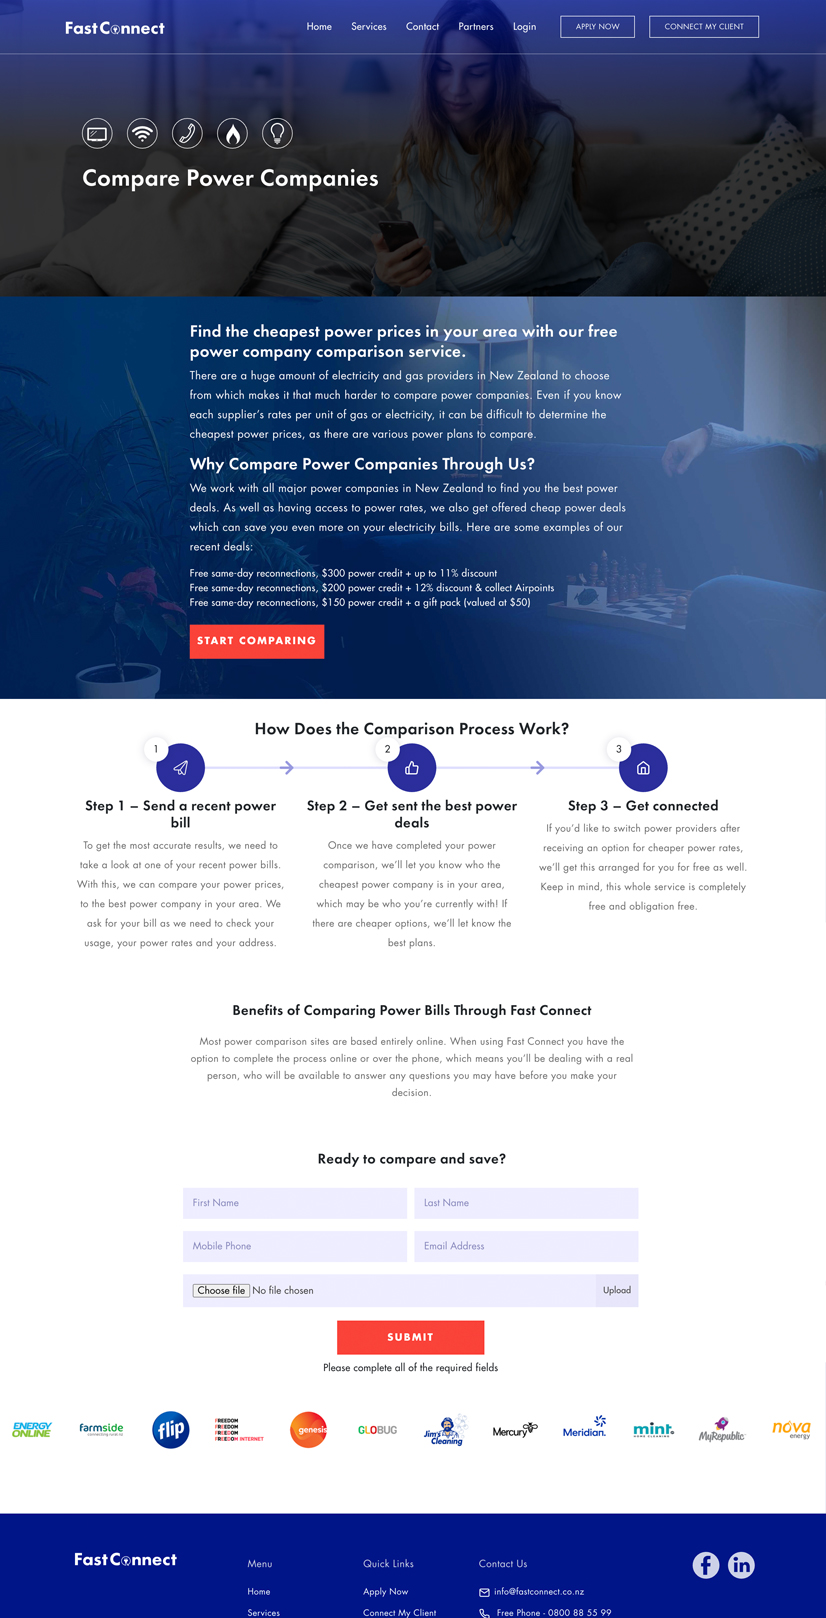 FastConnect
Home Services Contact Partners Login APPLY NOW CONNECT MY CLIENT
Compare Power Companies
Find the cheapest power prices in your area with our free
power company comparison service.
There are a huge amount of electricity and gas providers in New Zealand to choose
from which makes it that much harder to compare power companies. Even if you know
each supplier's rates per unit of gas or electricity, it can be difficult to determine the
cheapest power prices, as there are various power plans to compare.
Why Compare Power Companies Through Us?
We work with all major power companies in New Zealand to find you the best power
deals. As well as having access to power rates, we also get offered cheap power deals
which can save you even more on your electricity bills. Here are some examples of our
recent deals:
Free same-day reconnections, $300 power credit + up to 11% discount
Free same-day reconnections, $200 power credit + 12% discount & collect Airpoints
Free same-day reconnections, $150 power credit + a gift pack (valued at $50)
START COMPARING
How Does the Comparison Process Work?
1
Step 1 – Send a recent power
bill
To get the most accurate results, we need to
take a look at one of your recent power bills.
With this, we can compare your power prices,
to the best power company in your area. We
ask for your bill as we need to check your
usage, your power rates and your address.
2
Step 2 – Get sent the best power
deals
Once we have completed your power
comparison, we'll let you know who the
cheapest power company is in your area,
which may be who you're currently with! If
there are cheaper options, we'll let know the
best plans.
3
Step 3 – Get connected
If you'd like to switch power providers after
receiving an option for cheaper power rates,
we'll get this arranged for you for free as well.
Keep in mind, this whole service is completely
free and obligation free.
Benefits of Comparing Power Bills Through Fast Connect
Most power comparison sites are based entirely online. When using Fast Connect you have the
option to complete the process online or over the phone, which means you'll be dealing with a real
person, who will be available to answer any questions you may have before you make your
decision.
Ready to compare and save?
First Name Last Name
Mobile Phone Email Address
Choose file No file chosen Upload
SUBMIT
Please complete all of the required fields
ENERGY
ONLINE
farmside
connecting rural nz
flip
FREEDOM
FREEDOM
FREEDOM
FREEDOM INTERNET
genesis
GLOBUG
Jim's
Cleaning
Mercury
Meridian.
mint.
HOME CLEANING
MyRepublic
nova
energy
FastConnect
Menu
Home
Services
Quick Links
Apply Now
Connect My Client
Contact Us
info@fastconnect.co.nz
Free Phone - 0800 88 55 99
f in